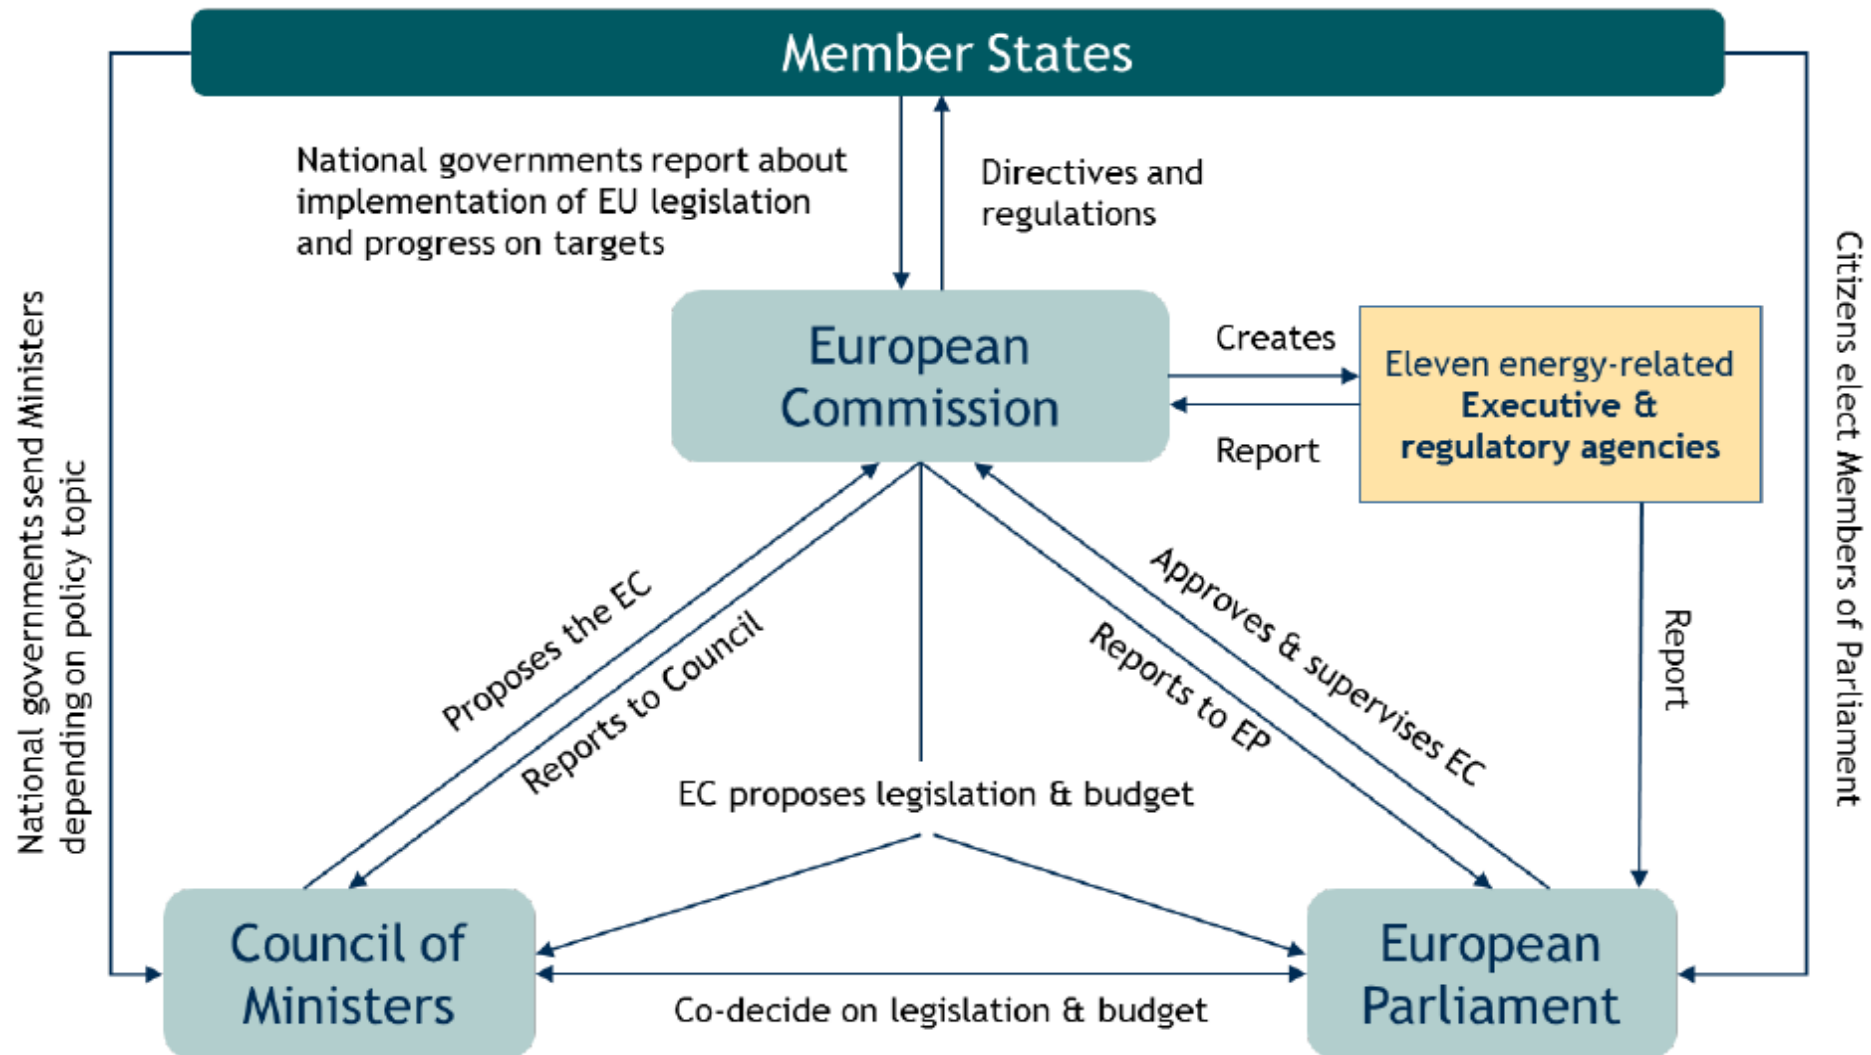 Member States
National governments report about
implementation of EU legislation
and progress on targets
Directives and
regulations
National governments send Ministers
depending on policy topic
Citizens elect Members of Parliament
European
Commission
Creates
Report
Eleven energy-related
Executive &
regulatory agencies
Proposes the EC
Reports to Council
Approves & supervises EC
Reports to EP
Report
EC proposes legislation & budget
Council of
Ministers
Co-decide on legislation & budget
European
Parliament